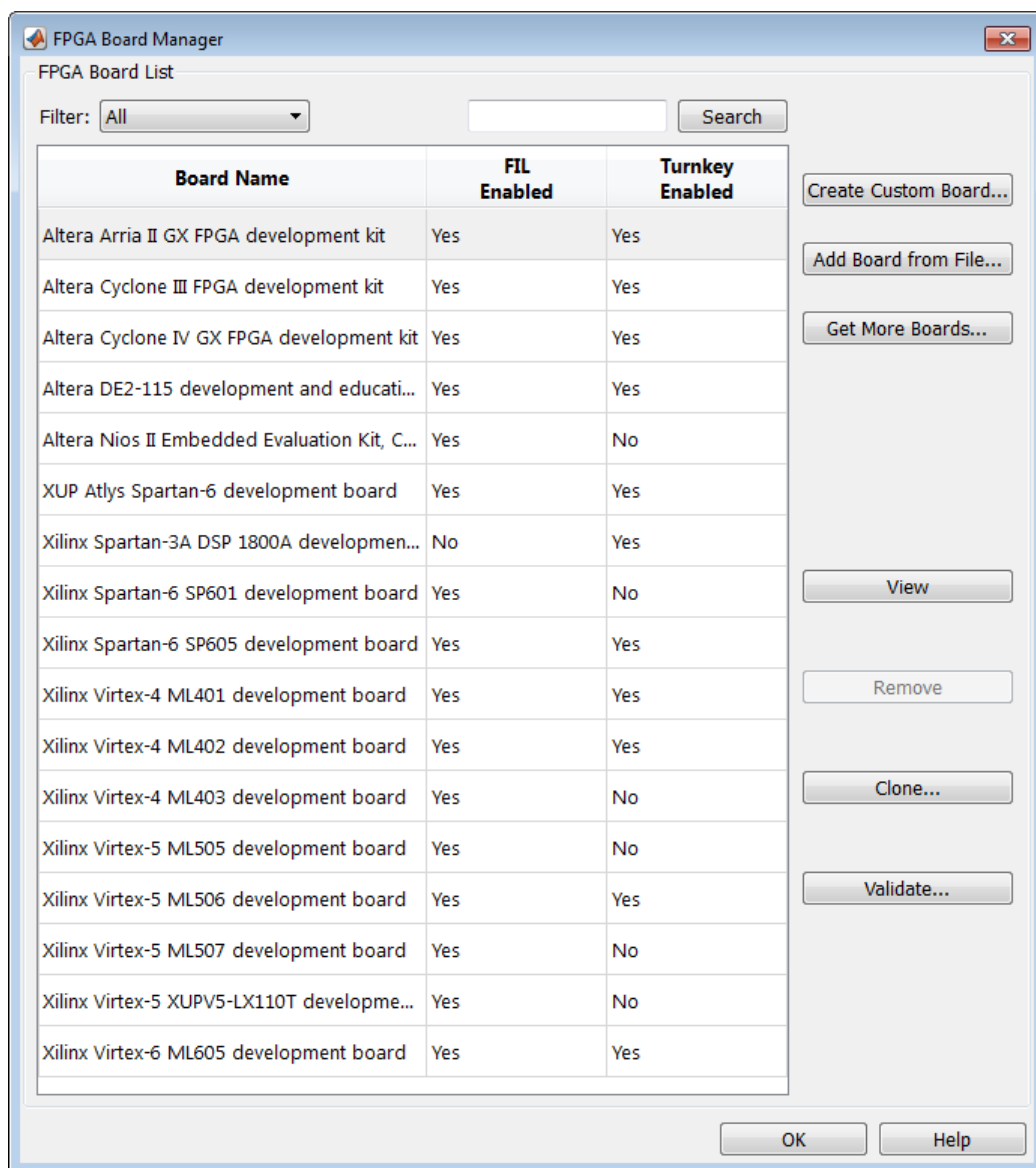 FPGA Board Manager
FPGA Board List
Filter: All Search
Board Name FIL Enabled Turnkey Enabled
Altera Arria II GX FPGA development kit Yes Yes
Altera Cyclone III FPGA development kit Yes Yes
Altera Cyclone IV GX FPGA development kit Yes Yes
Altera DE2-115 development and educati... Yes Yes
Altera Nios II Embedded Evaluation Kit, C... Yes No
XUP Atlys Spartan-6 development board Yes Yes
Xilinx Spartan-3A DSP 1800A developmen... No Yes
Xilinx Spartan-6 SP601 development board Yes No
Xilinx Spartan-6 SP605 development board Yes Yes
Xilinx Virtex-4 ML401 development board Yes Yes
Xilinx Virtex-4 ML402 development board Yes Yes
Xilinx Virtex-4 ML403 development board Yes No
Xilinx Virtex-5 ML505 development board Yes No
Xilinx Virtex-5 ML506 development board Yes Yes
Xilinx Virtex-5 ML507 development board Yes No
Xilinx Virtex-5 XUPV5-LX110T developme... Yes No
Xilinx Virtex-6 ML605 development board Yes Yes
Create Custom Board...
Add Board from File...
Get More Boards...
View
Remove
Clone...
Validate...
OK Help